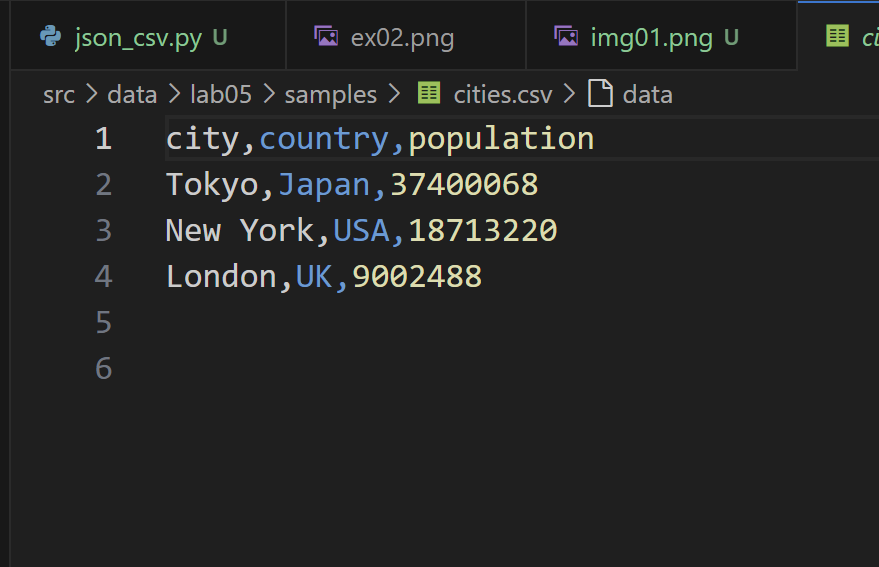 json_csv.py U ex02.png img01.png U
src > data > lab05 > samples > cities.csv > data
1 city,country,population
2 Tokyo,Japan,37400068
3 New York,USA,18713220
4 London,UK,9002488
5
6